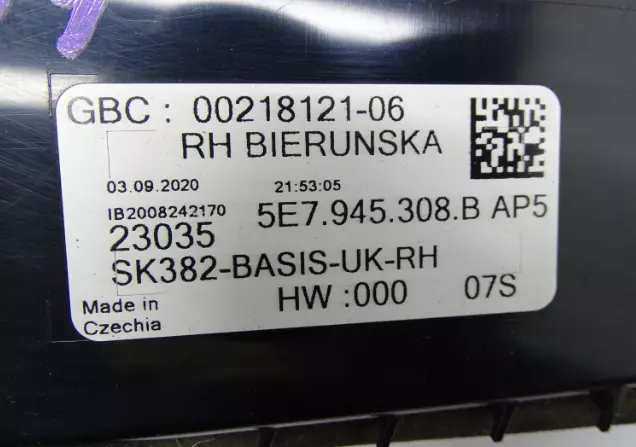 GBC : 00218121-06
RH BIERUNSKA
03.09.2020 21:53:05
IB2008242170 5E7.945.308.B AP5
23035
SK382-BASIS-UK-RH
Made in HW :000 07S
Czechia